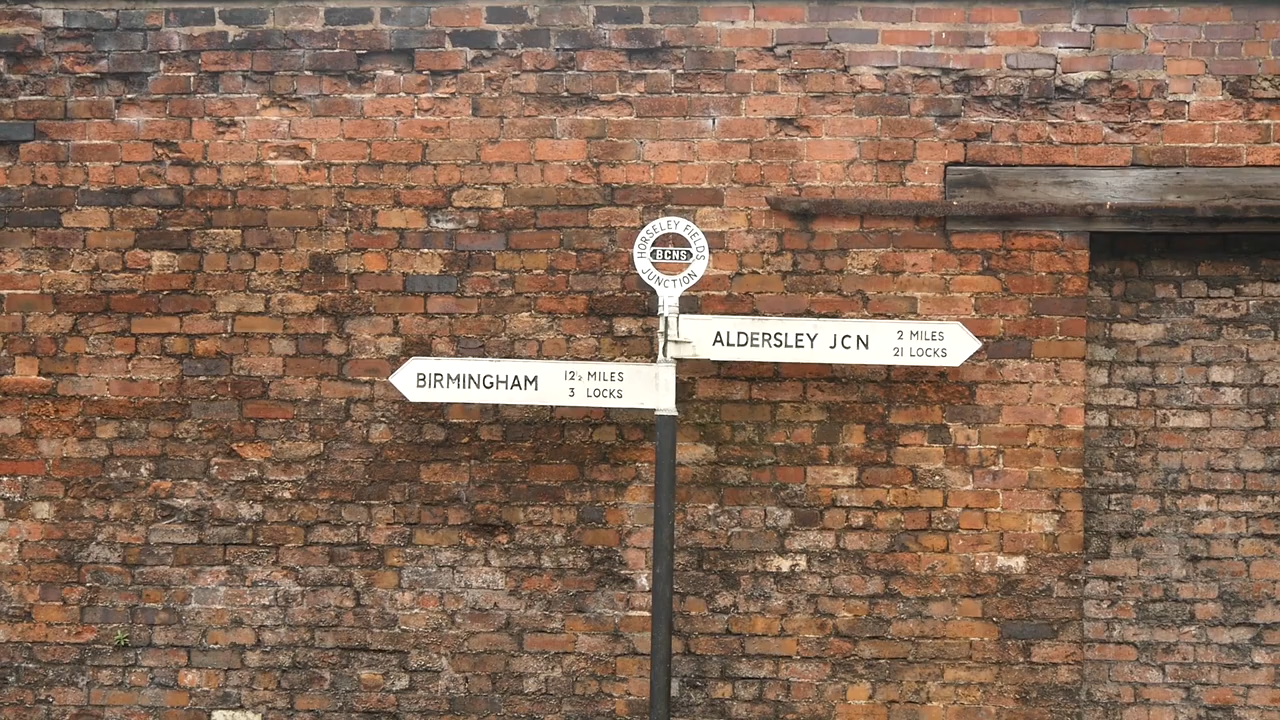 HORSELEY FIELDS
BCNS
JUNCTION
ALDERSLEY JCN
2 MILES
21 LOCKS
BIRMINGHAM
12½ MILES
3 LOCKS